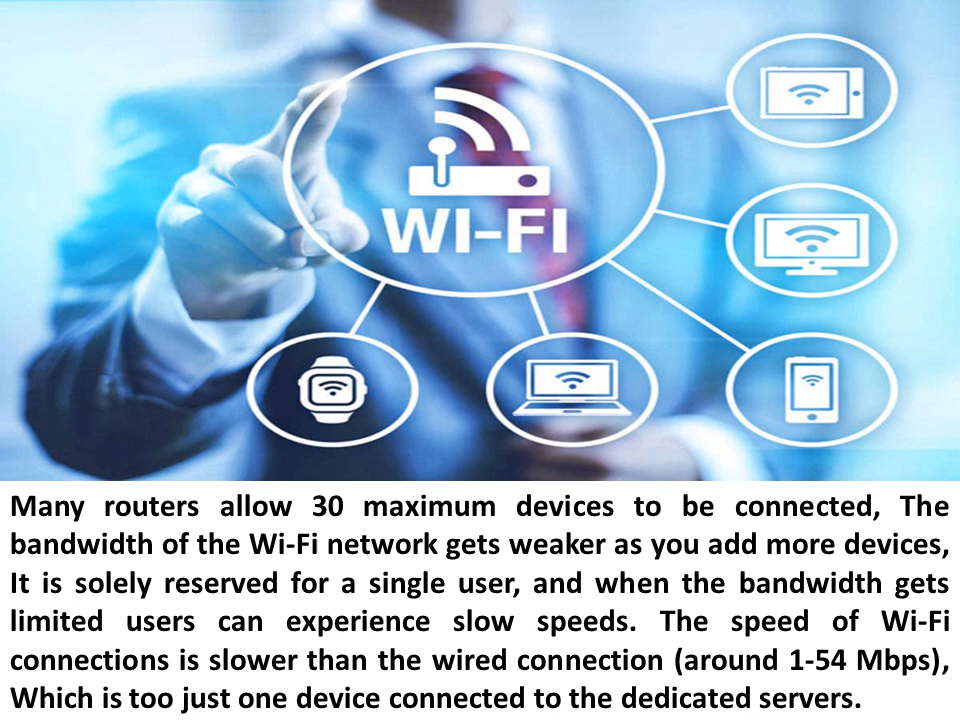 WI-FI
Many routers allow 30 maximum devices to be connected, The
bandwidth of the Wi-Fi network gets weaker as you add more devices,
It is solely reserved for a single user, and when the bandwidth gets
limited users can experience slow speeds. The speed of Wi-Fi
connections is slower than the wired connection (around 1-54 Mbps),
Which is too just one device connected to the dedicated servers.